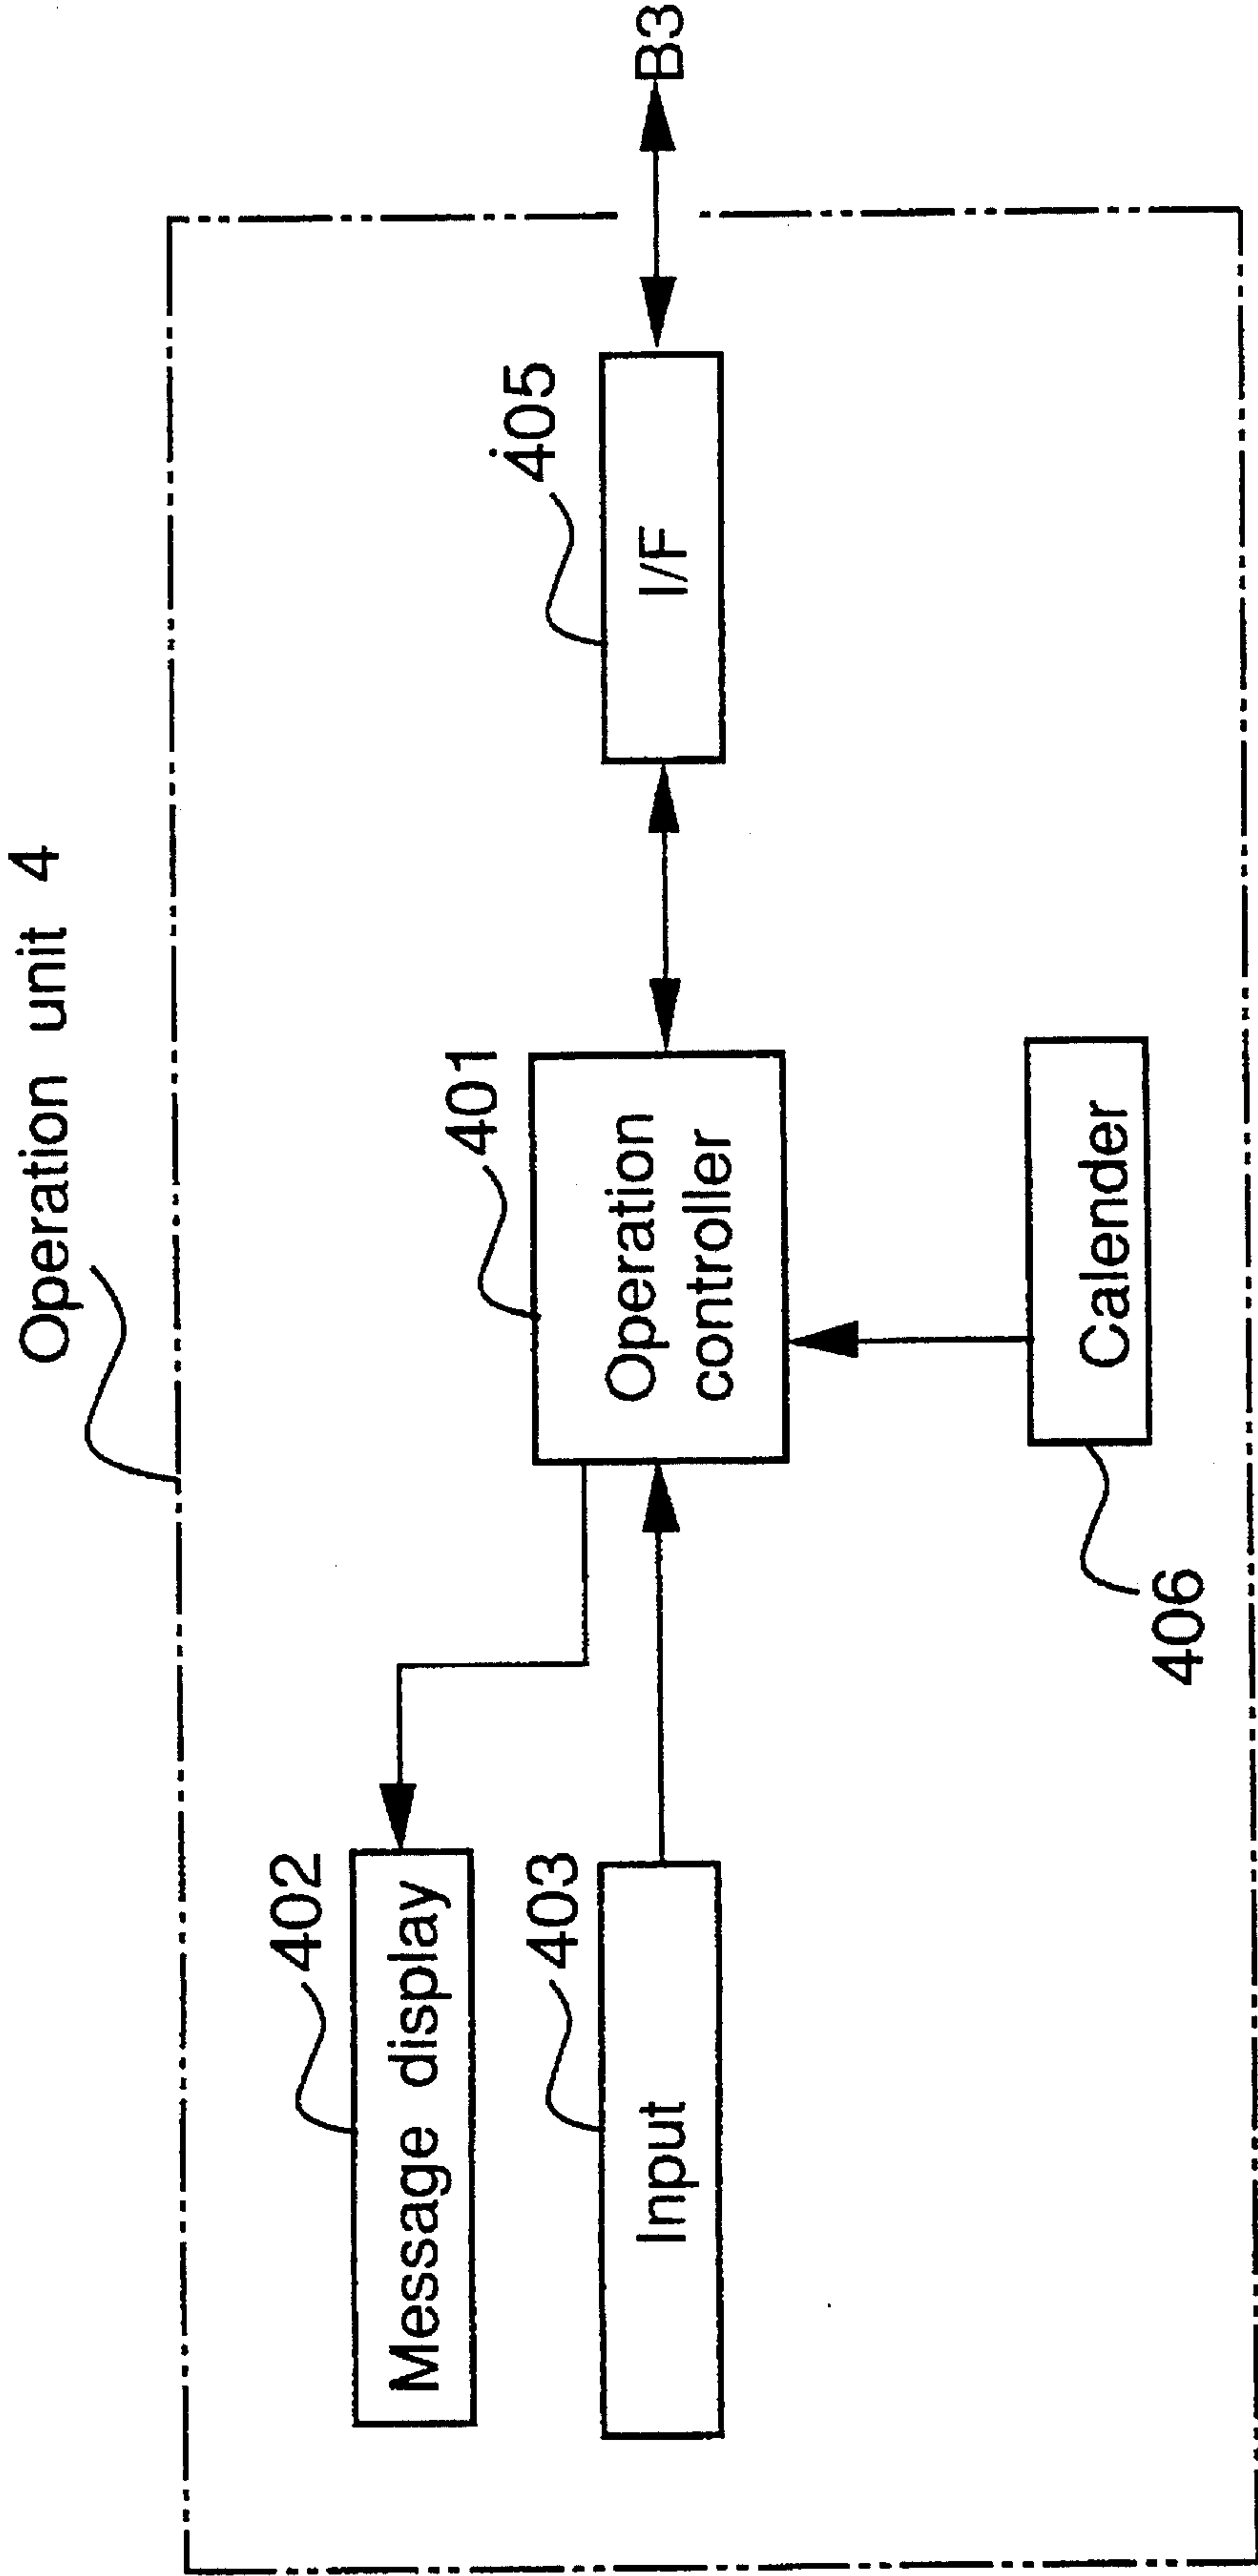 Operation unit 4
402
Message display
403
Input
401
Operation
controller
405
I/F
B3
406
Calender